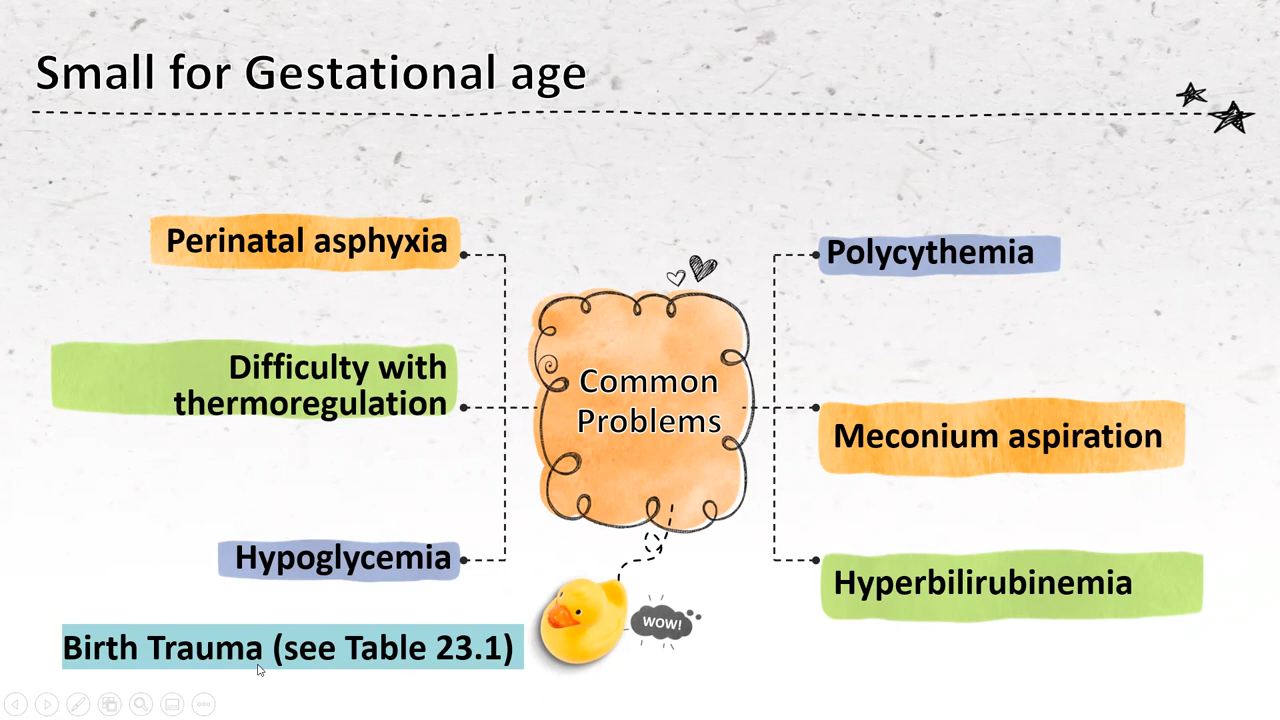 Small for Gestational age
Perinatal asphyxia
Difficulty with
thermoregulation
Hypoglycemia
Birth Trauma (see Table 23.1)
Common
Problems
WOW!
Polycythemia
Meconium aspiration
Hyperbilirubinemia